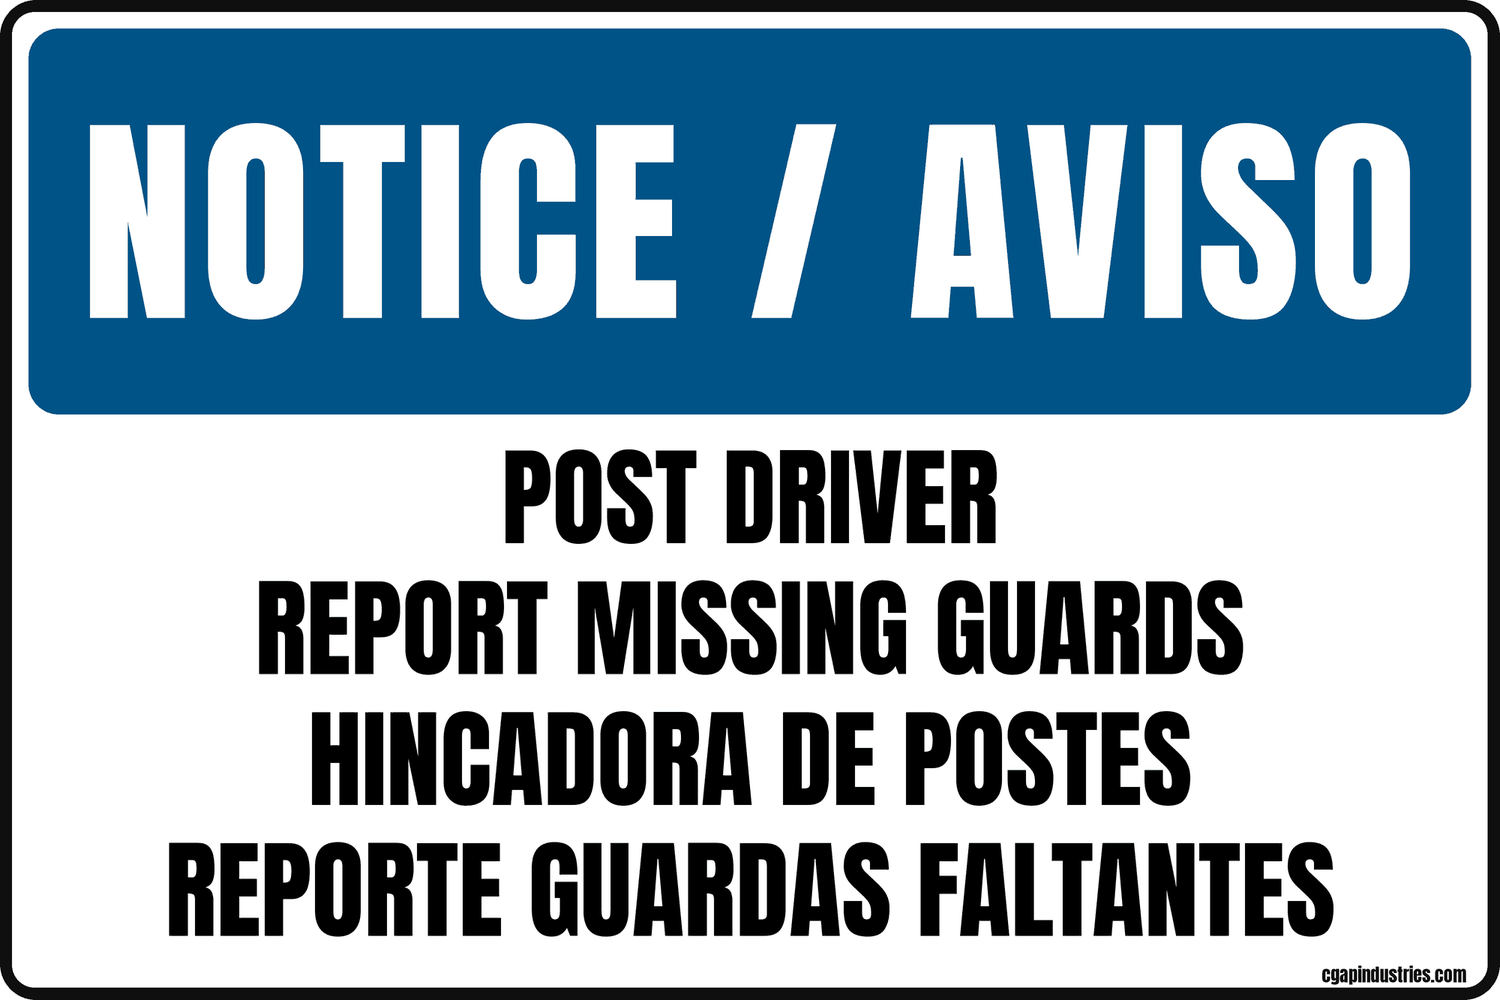 NOTICE / AVISO
POST DRIVER
REPORT MISSING GUARDS
HINCADORA DE POSTES
REPORTE GUARDAS FALTANTES
cgapindustries.com